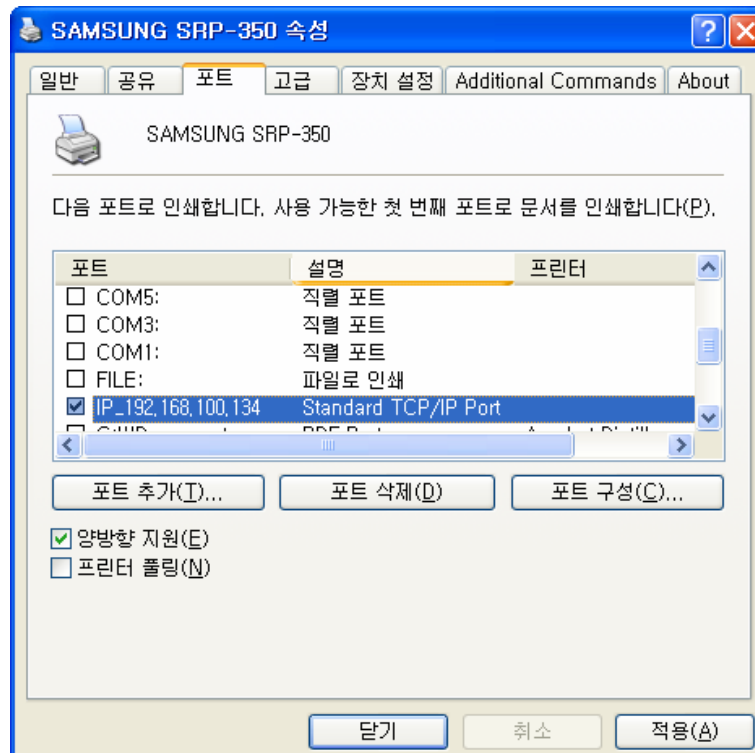 SAMSUNG SRP-350 속성
일반 공유 포트 고급 장치 설정 Additional Commands About
SAMSUNG SRP-350
다음 포트로 인쇄합니다. 사용 가능한 첫 번째 포트로 문서를 인쇄합니다(P).
포트 설명 프린터
COM5: 직렬 포트
COM3: 직렬 포트
COM1: 직렬 포트
FILE: 파일로 인쇄
IP_192.168.100.134 Standard TCP/IP Port
포트 추가(T)... 포트 삭제(D) 포트 구성(C)...
양방향 지원(E)
프린터 풀링(N)
닫기 취소 적용(A)